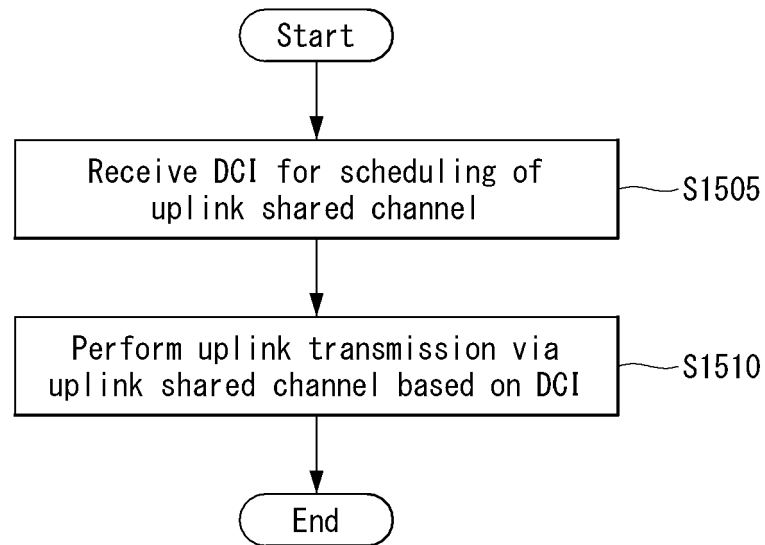 Start
Receive DCI for scheduling of
uplink shared channel
S1505
Perform uplink transmission via
uplink shared channel based on DCI
S1510
End